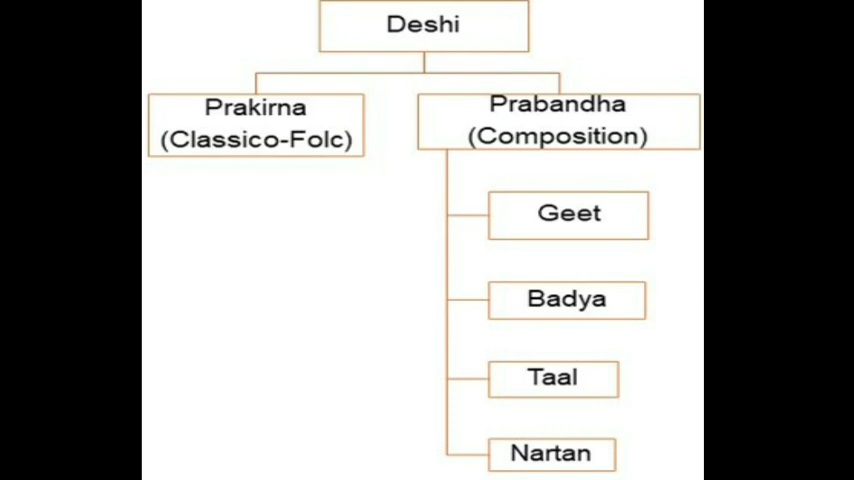 Deshi
Prakirna
(Classico-Folc)
Prabandha
(Composition)
Geet
Badya
Taal
Nartan